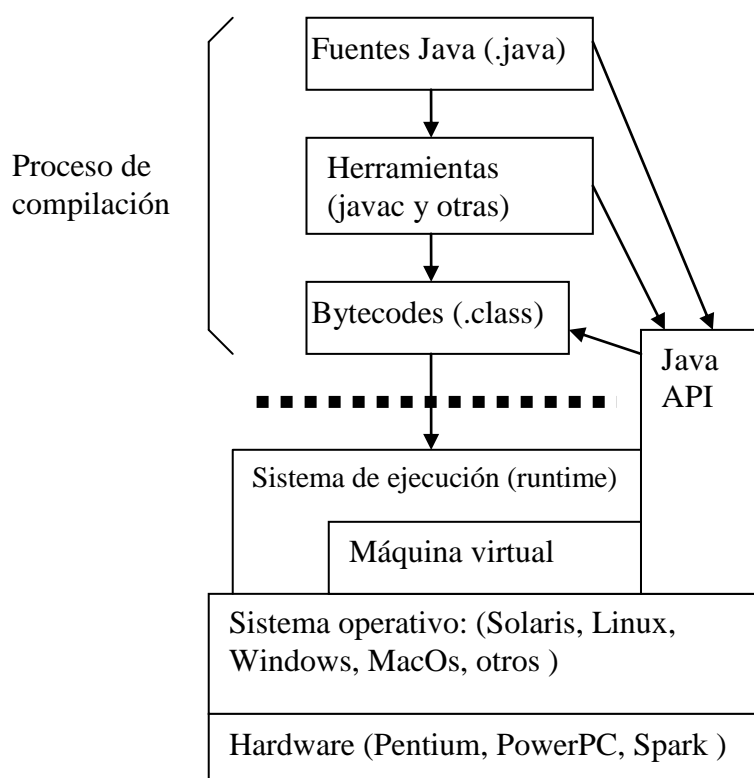 Fuentes Java (.java)
Proceso de
compilación
Herramientas
(javac y otras)
Bytecodes (.class)
Java
API
Sistema de ejecución (runtime)
Máquina virtual
Sistema operativo: (Solaris, Linux,
Windows, MacOs, otros )
Hardware (Pentium, PowerPC, Spark )